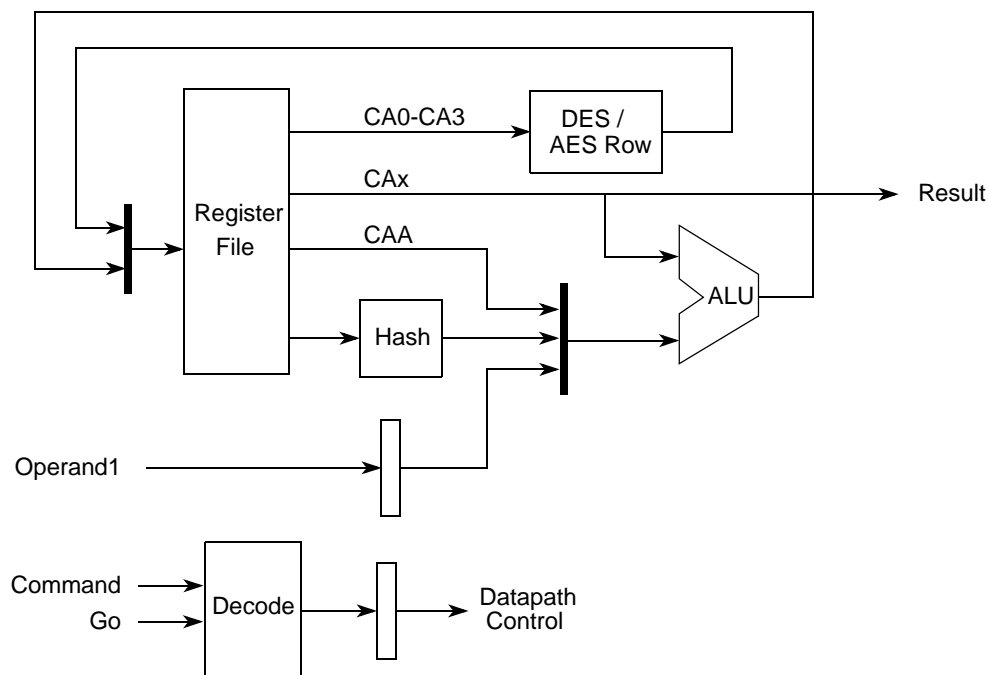 CA0-CA3
DES /
AES Row
CAx
Result
Register
File
CAA
ALU
Hash
Operand1
Command
Go
Decode
Datapath
Control